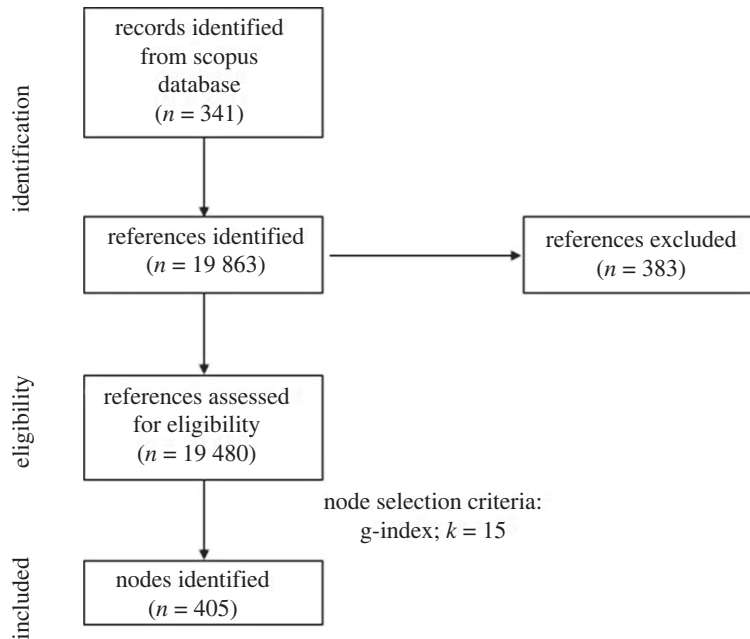 identification
records identified
from scopus
database
(n = 341)
references identified
(n = 19 863)
references excluded
(n = 383)
eligibility
references assessed
for eligibility
(n = 19 480)
node selection criteria:
g-index; k = 15
included
nodes identified
(n = 405)